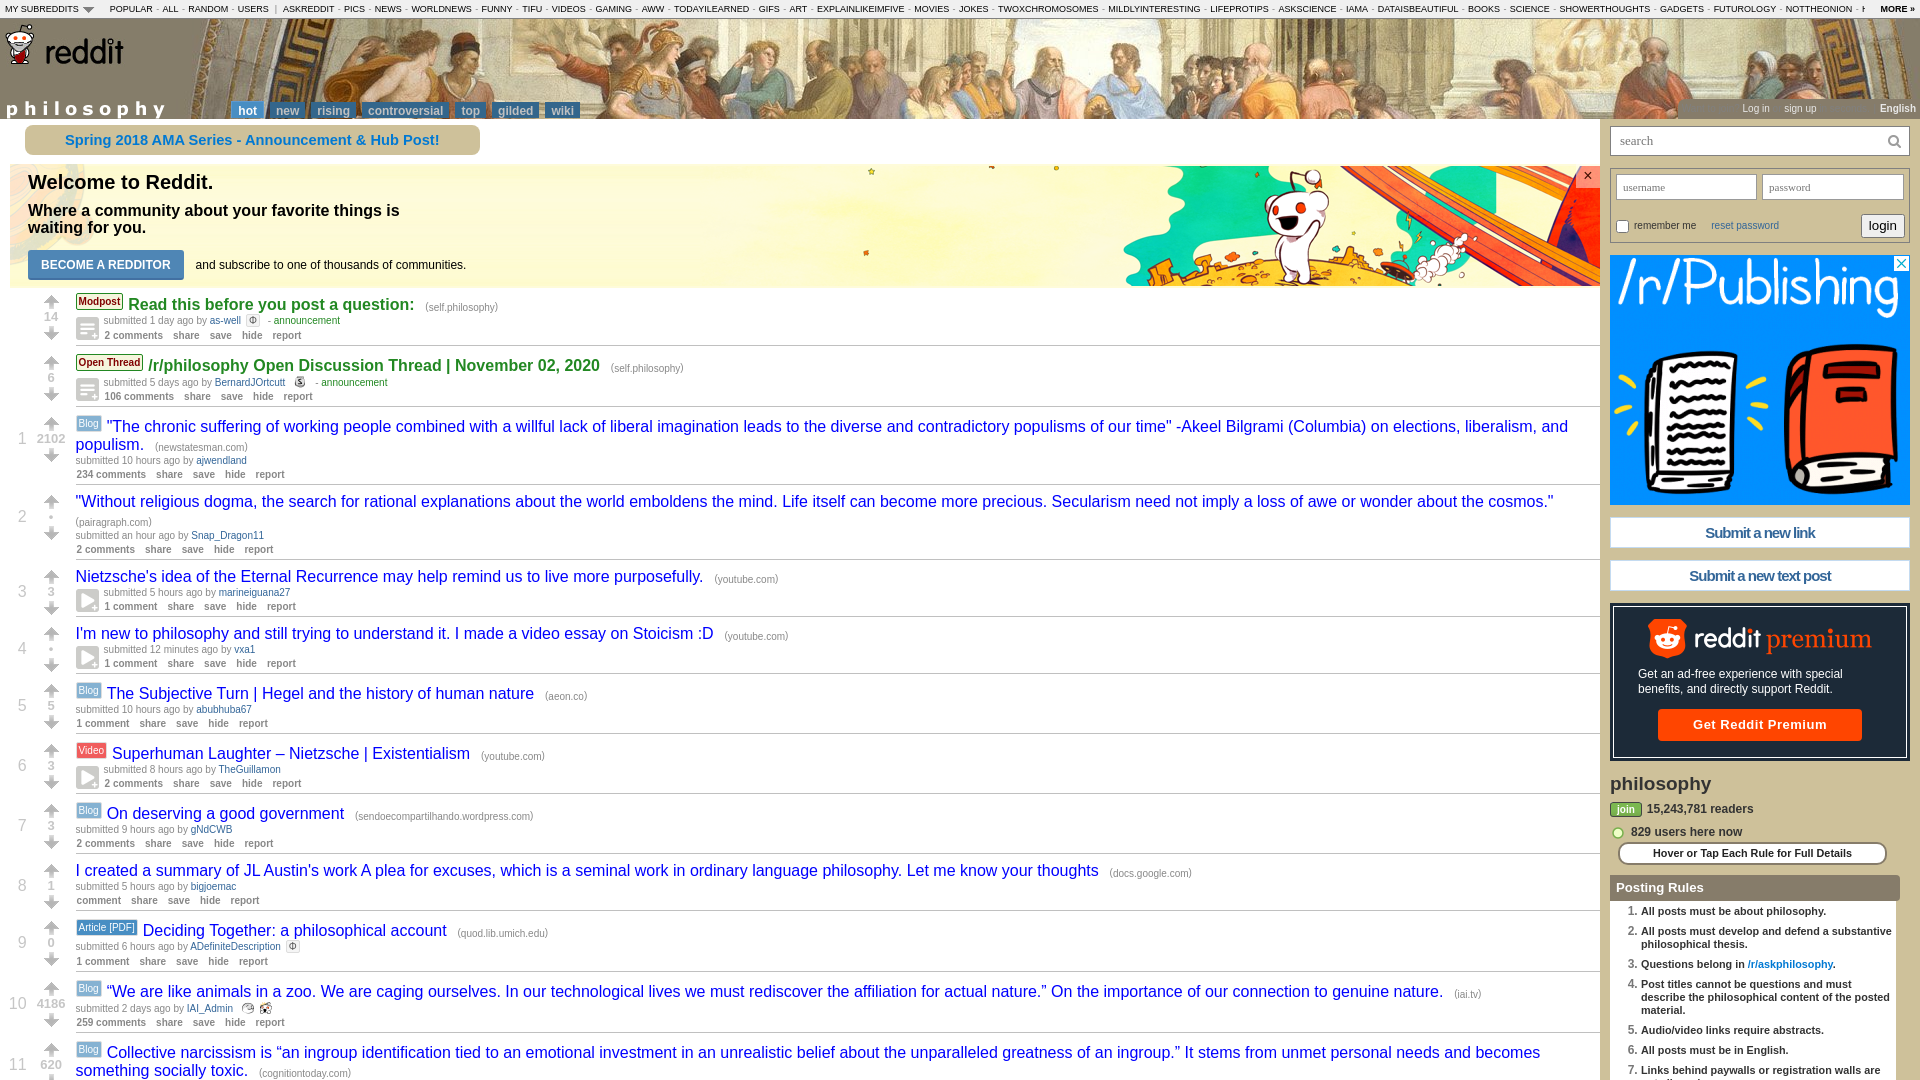 MY SUBREDDITS POPULAR - ALL - RANDOM - USERS | ASKREDDIT - PICS - NEWS - WORLDNEWS - FUNNY - TIFU - VIDEOS - GAMING - AWW - TODAYILEARNED - GIFS - ART - EXPLAINLIKEIMFIVE - MOVIES - JOKES - TWOXCHROMOSOMES - MILDLYINTERESTING - LIFEPROTIPS - ASKSCIENCE - IAMA - DATAISBEAUTIFUL - BOOKS - SCIENCE - SHOWERTHOUGHTS - GADGETS - FUTUROLOGY - NOTTHEONION - MORE »
reddit
philosophy hot new rising controversial top gilded wiki
Log in sign up English
Spring 2018 AMA Series - Announcement & Hub Post!
Welcome to Reddit.
Where a community about your favorite things is
waiting for you.
BECOME A REDDITOR and subscribe to one of thousands of communities.
×
14
Modpost Read this before you post a question: (self.philosophy)
submitted 1 day ago by as-well Φ - announcement
2 comments share save hide report
6
Open Thread /r/philosophy Open Discussion Thread | November 02, 2020 (self.philosophy)
submitted 5 days ago by BernardJOrtcutt - announcement
106 comments share save hide report
1 2102
Blog "The chronic suffering of working people combined with a willful lack of liberal imagination leads to the diverse and contradictory populisms of our time" -Akeel Bilgrami (Columbia) on elections, liberalism, and
populism. (newstatesman.com)
submitted 10 hours ago by ajwendland
234 comments share save hide report
2 •
"Without religious dogma, the search for rational explanations about the world emboldens the mind. Life itself can become more precious. Secularism need not imply a loss of awe or wonder about the cosmos."
(pairagraph.com)
submitted an hour ago by Snap_Dragon11
2 comments share save hide report
3 3
Nietzsche's idea of the Eternal Recurrence may help remind us to live more purposefully. (youtube.com)
submitted 5 hours ago by marineiguana27
1 comment share save hide report
4 •
I'm new to philosophy and still trying to understand it. I made a video essay on Stoicism :D (youtube.com)
submitted 12 minutes ago by vxa1
1 comment share save hide report
5 5
Blog The Subjective Turn | Hegel and the history of human nature (aeon.co)
submitted 10 hours ago by abubhuba67
1 comment share save hide report
6 3
Video Superhuman Laughter – Nietzsche | Existentialism (youtube.com)
submitted 8 hours ago by TheGuillamon
2 comments share save hide report
7 3
Blog On deserving a good government (sendoecompartilhando.wordpress.com)
submitted 9 hours ago by gNdCWB
2 comments share save hide report
8 1
I created a summary of JL Austin's work A plea for excuses, which is a seminal work in ordinary language philosophy. Let me know your thoughts (docs.google.com)
submitted 5 hours ago by bigjoemac
comment share save hide report
9 0
Article [PDF] Deciding Together: a philosophical account (quod.lib.umich.edu)
submitted 6 hours ago by ADefiniteDescription Φ
1 comment share save hide report
10 4186
Blog “We are like animals in a zoo. We are caging ourselves. In our technological lives we must rediscover the affiliation for actual nature.” On the importance of our connection to genuine nature. (iai.tv)
submitted 2 days ago by IAI_Admin
259 comments share save hide report
11 620
Blog Collective narcissism is “an ingroup identification tied to an emotional investment in an unrealistic belief about the unparalleled greatness of an ingroup.” It stems from unmet personal needs and becomes
something socially toxic. (cognitiontoday.com)
search
username password
remember me reset password login
/r/Publishing
Submit a new link
Submit a new text post
reddit premium
Get an ad-free experience with special
benefits, and directly support Reddit.
Get Reddit Premium
philosophy
join 15,243,781 readers
829 users here now
Hover or Tap Each Rule for Full Details
Posting Rules
1. All posts must be about philosophy.
2. All posts must develop and defend a substantive
philosophical thesis.
3. Questions belong in /r/askphilosophy.
4. Post titles cannot be questions and must
describe the philosophical content of the posted
material.
5. Audio/video links require abstracts.
6. All posts must be in English.
7. Links behind paywalls or registration walls are